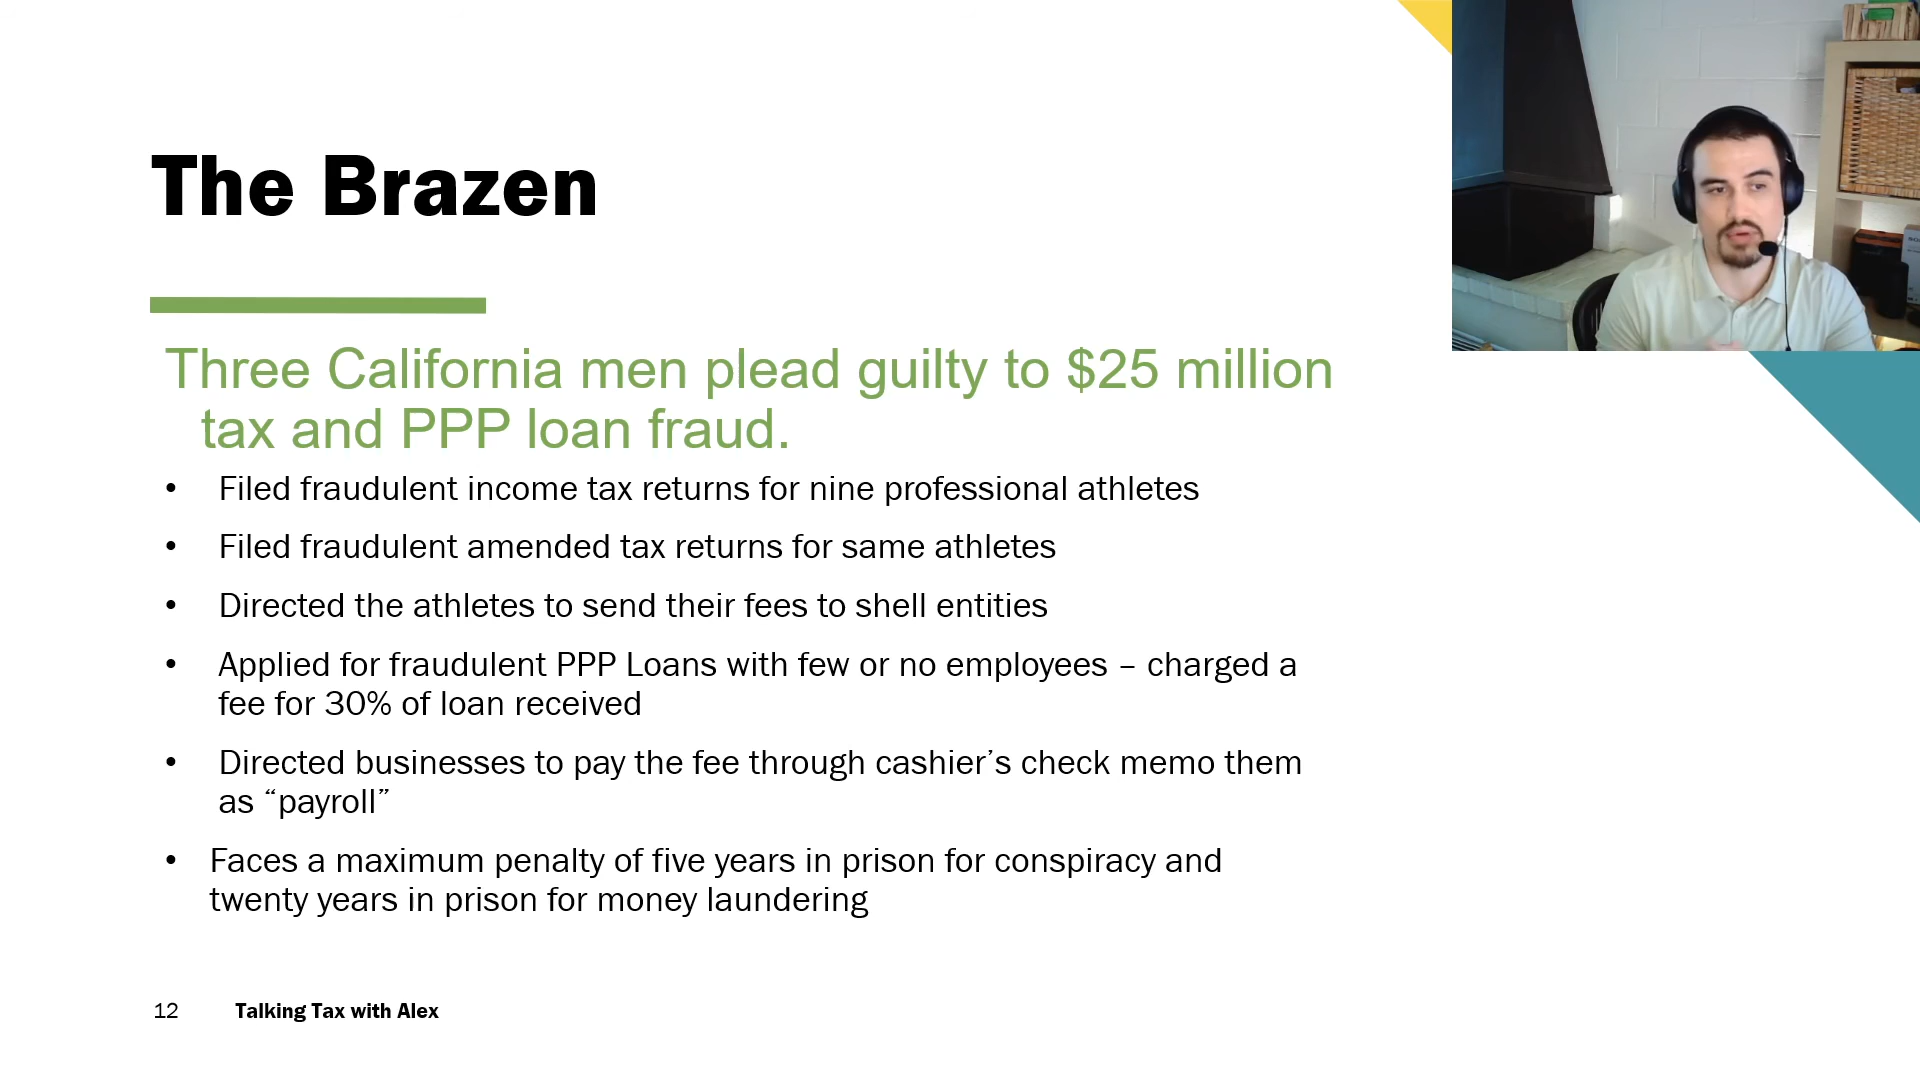 The Brazen
Three California men plead guilty to $25 million
tax and PPP loan fraud.
• Filed fraudulent income tax returns for nine professional athletes
• Filed fraudulent amended tax returns for same athletes
• Directed the athletes to send their fees to shell entities
• Applied for fraudulent PPP Loans with few or no employees – charged a
fee for 30% of loan received
• Directed businesses to pay the fee through cashier’s check memo them
as “payroll”
• Faces a maximum penalty of five years in prison for conspiracy and
twenty years in prison for money laundering
12 Talking Tax with Alex